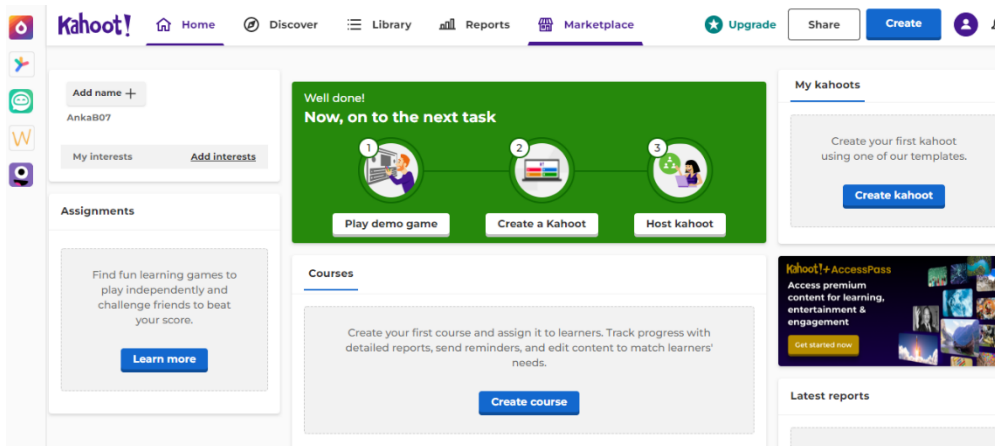 Kahoot!
Home
Discover
Library
Reports
Marketplace
Upgrade
Share
Create
Add name +
AnkaB07
My interests
Add interests
Assignments
Find fun learning games to
play independently and
challenge friends to beat
your score.
Learn more
Well done!
Now, on to the next task
1
2
3
Play demo game
Create a Kahoot
Host kahoot
Courses
Create your first course and assign it to learners. Track progress with
detailed reports, send reminders, and edit content to match learners'
needs.
Create course
My kahoots
Create your first kahoot
using one of our templates.
Create kahoot
Kahoot!+AccessPass
Access premium
content for learning,
entertainment &
engagement
Get started now
Latest reports